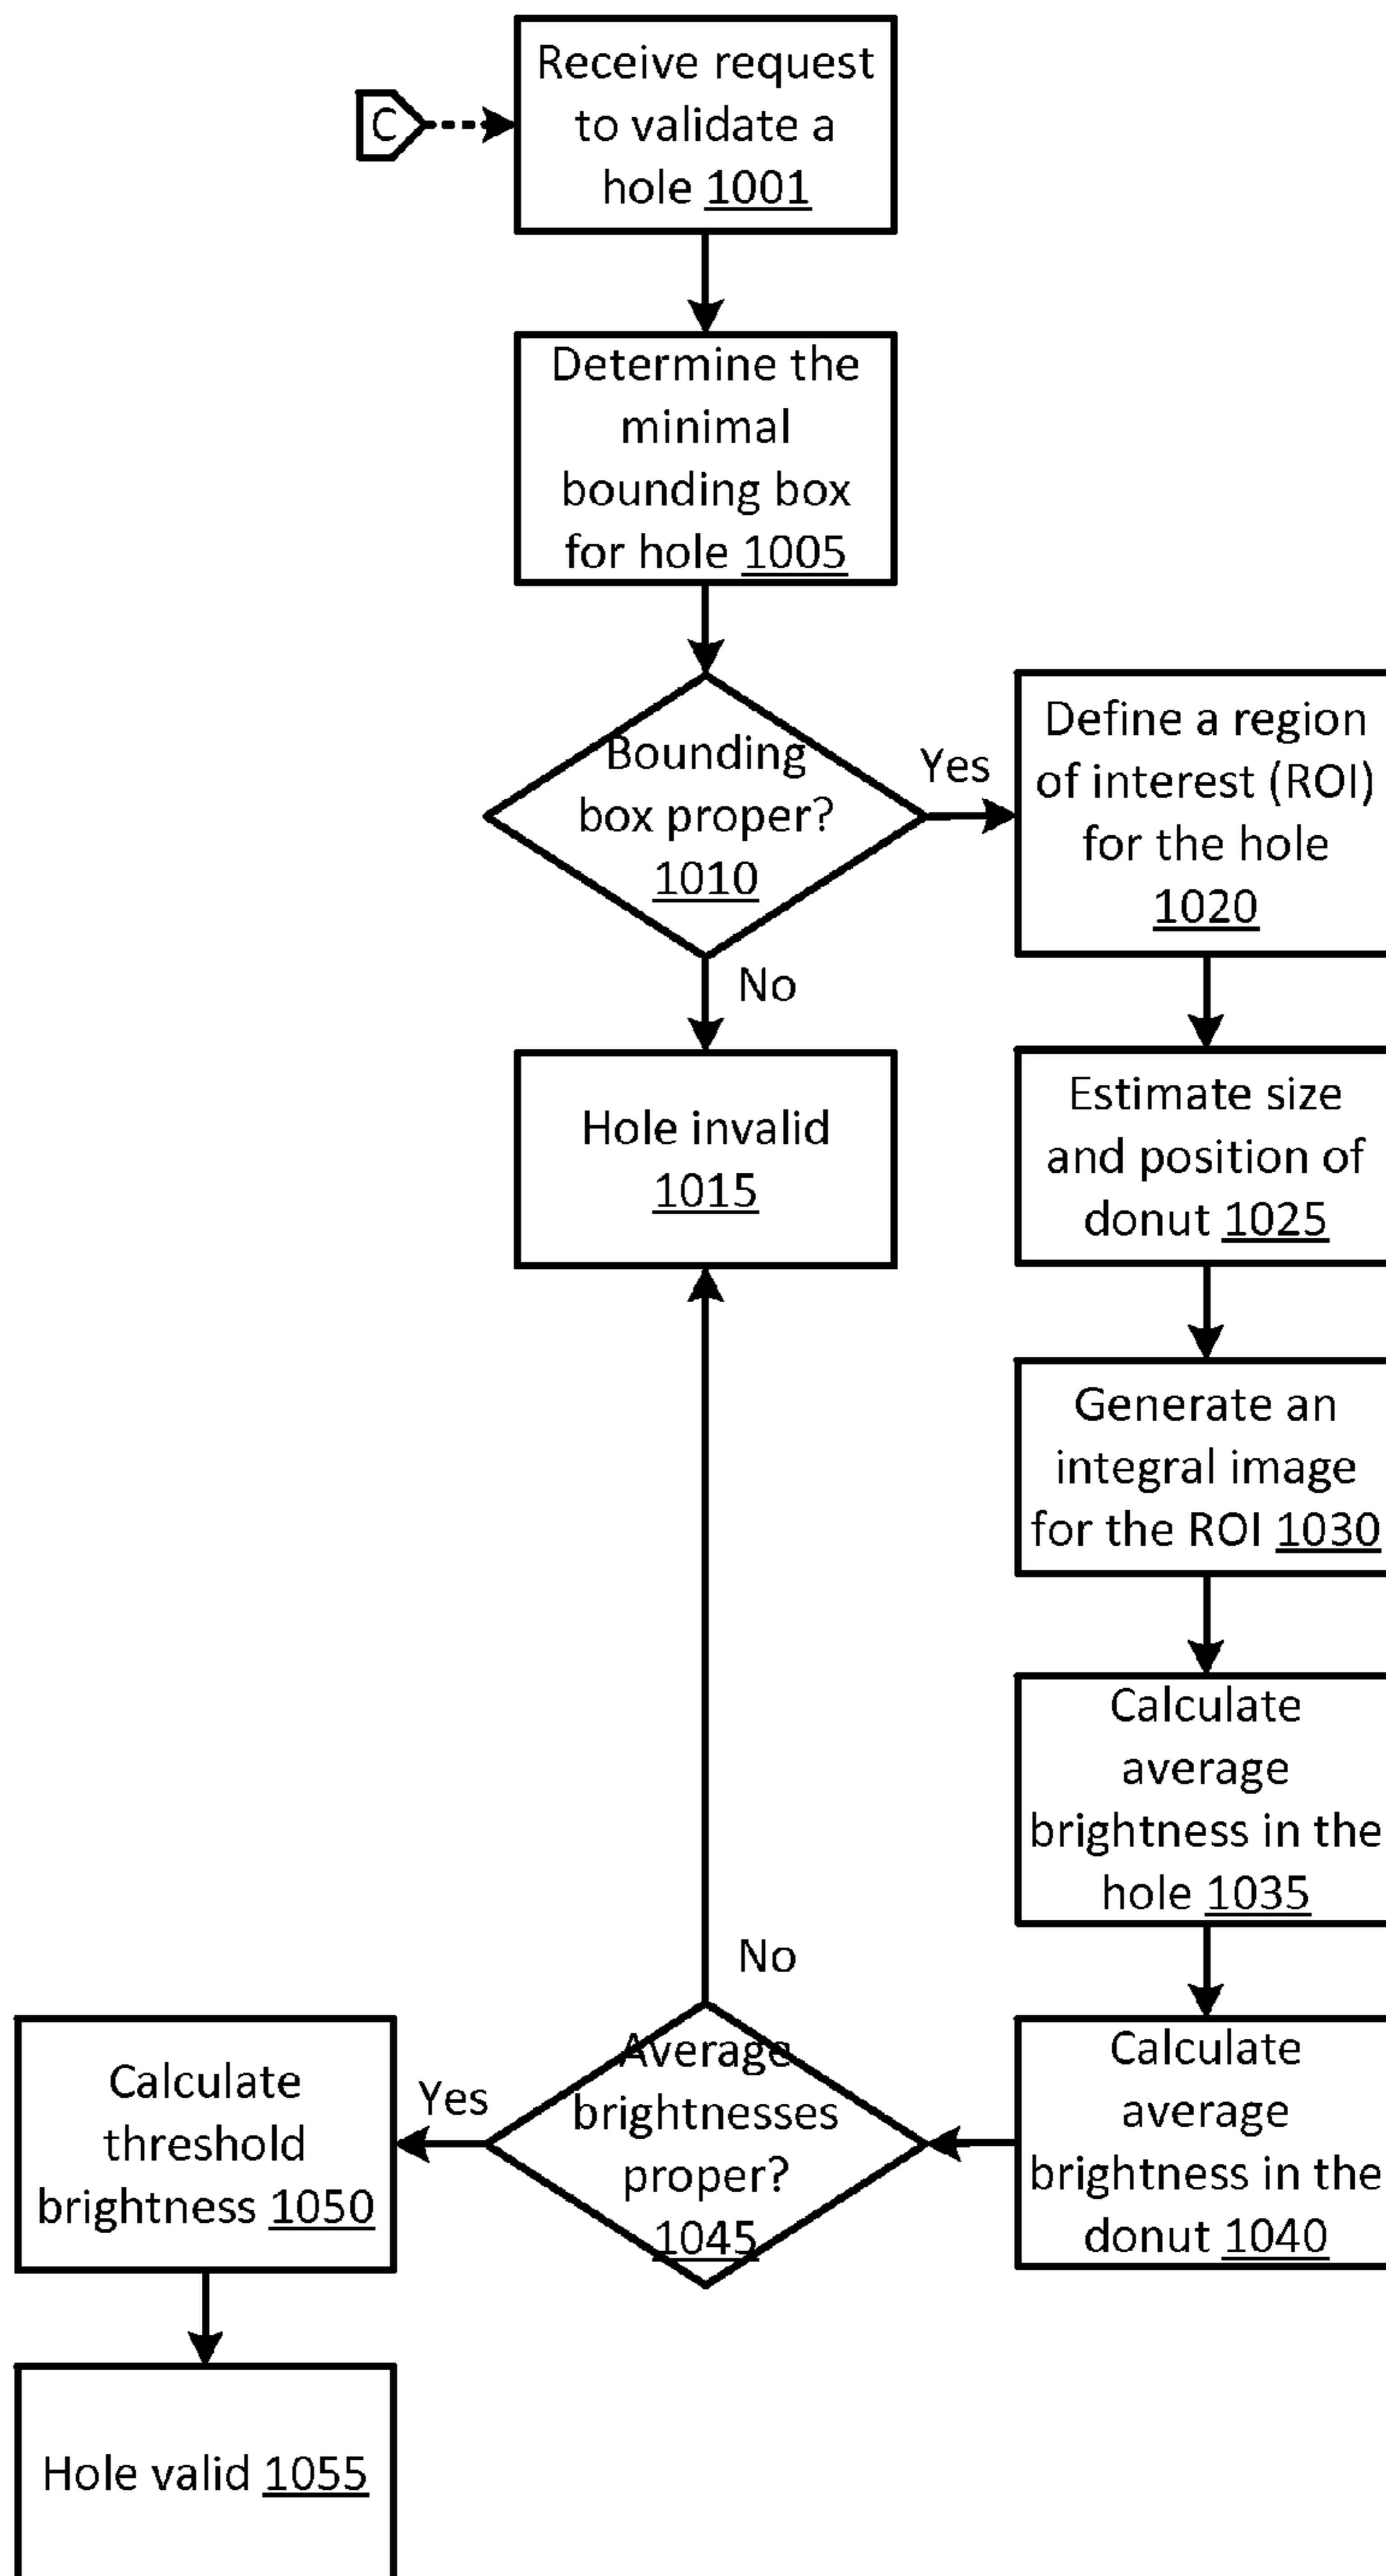 Receive request
to validate a
hole 1001
C
Determine the
minimal
bounding box
for hole 1005
Bounding
box proper?
1010
Yes
No
Define a region
of interest (ROI)
for the hole
1020
Hole invalid
1015
Estimate size
and position of
donut 1025
Generate an
integral image
for the ROI 1030
Calculate
average
brightness in the
hole 1035
Calculate
average
brightness in the
donut 1040
No
Average
brightnesses
proper?
1045
Yes
Calculate
threshold
brightness 1050
Hole valid 1055